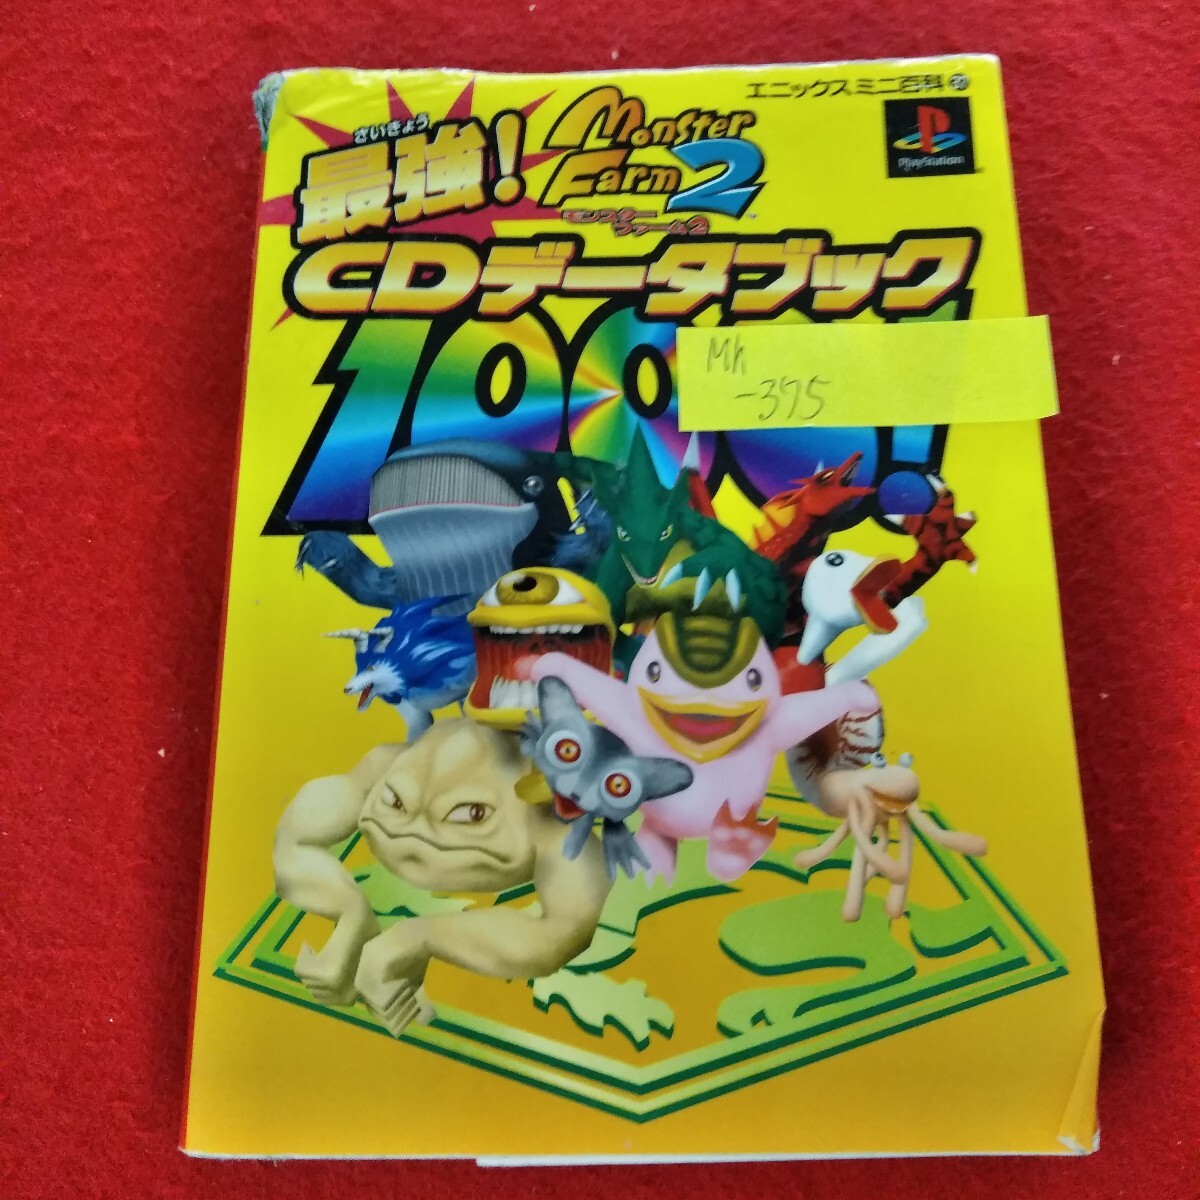 エニックスミニ百科
さいきょう
最強!
Monster
Farm 2
モンスター
ファーム2
PlayStation
CDデータブック
Mh
-375